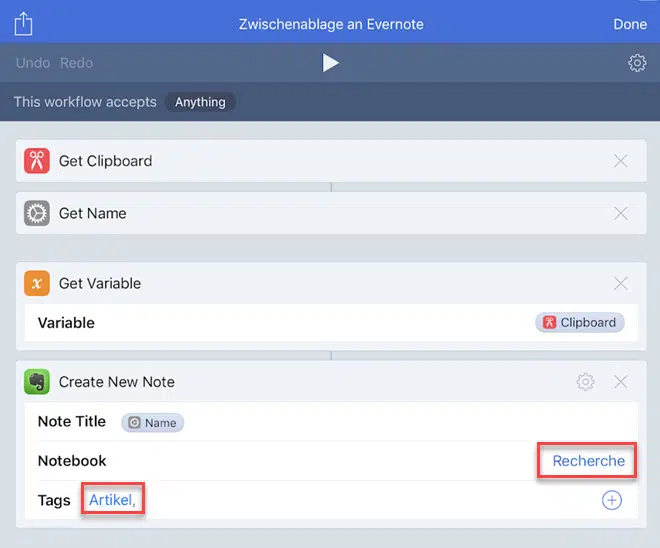 Zwischenablage an Evernote Done
Undo Redo
This workflow accepts Anything
Get Clipboard
Get Name
Get Variable
Variable Clipboard
Create New Note
Note Title Name
Notebook Recherche
Tags Artikel,